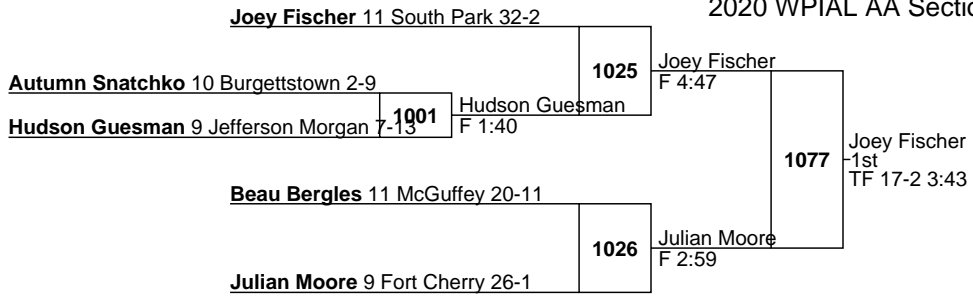 2020 WPIAL AA Sectio
Joey Fischer 11 South Park 32-2
1025
Joey Fischer
F 4:47
Autumn Snatchko 10 Burgettstown 2-9
1001
Hudson Guesman
F 1:40
Hudson Guesman 9 Jefferson Morgan 7-13
1077
Joey Fischer
1st
TF 17-2 3:43
Beau Bergles 11 McGuffey 20-11
1026
Julian Moore
F 2:59
Julian Moore 9 Fort Cherry 26-1